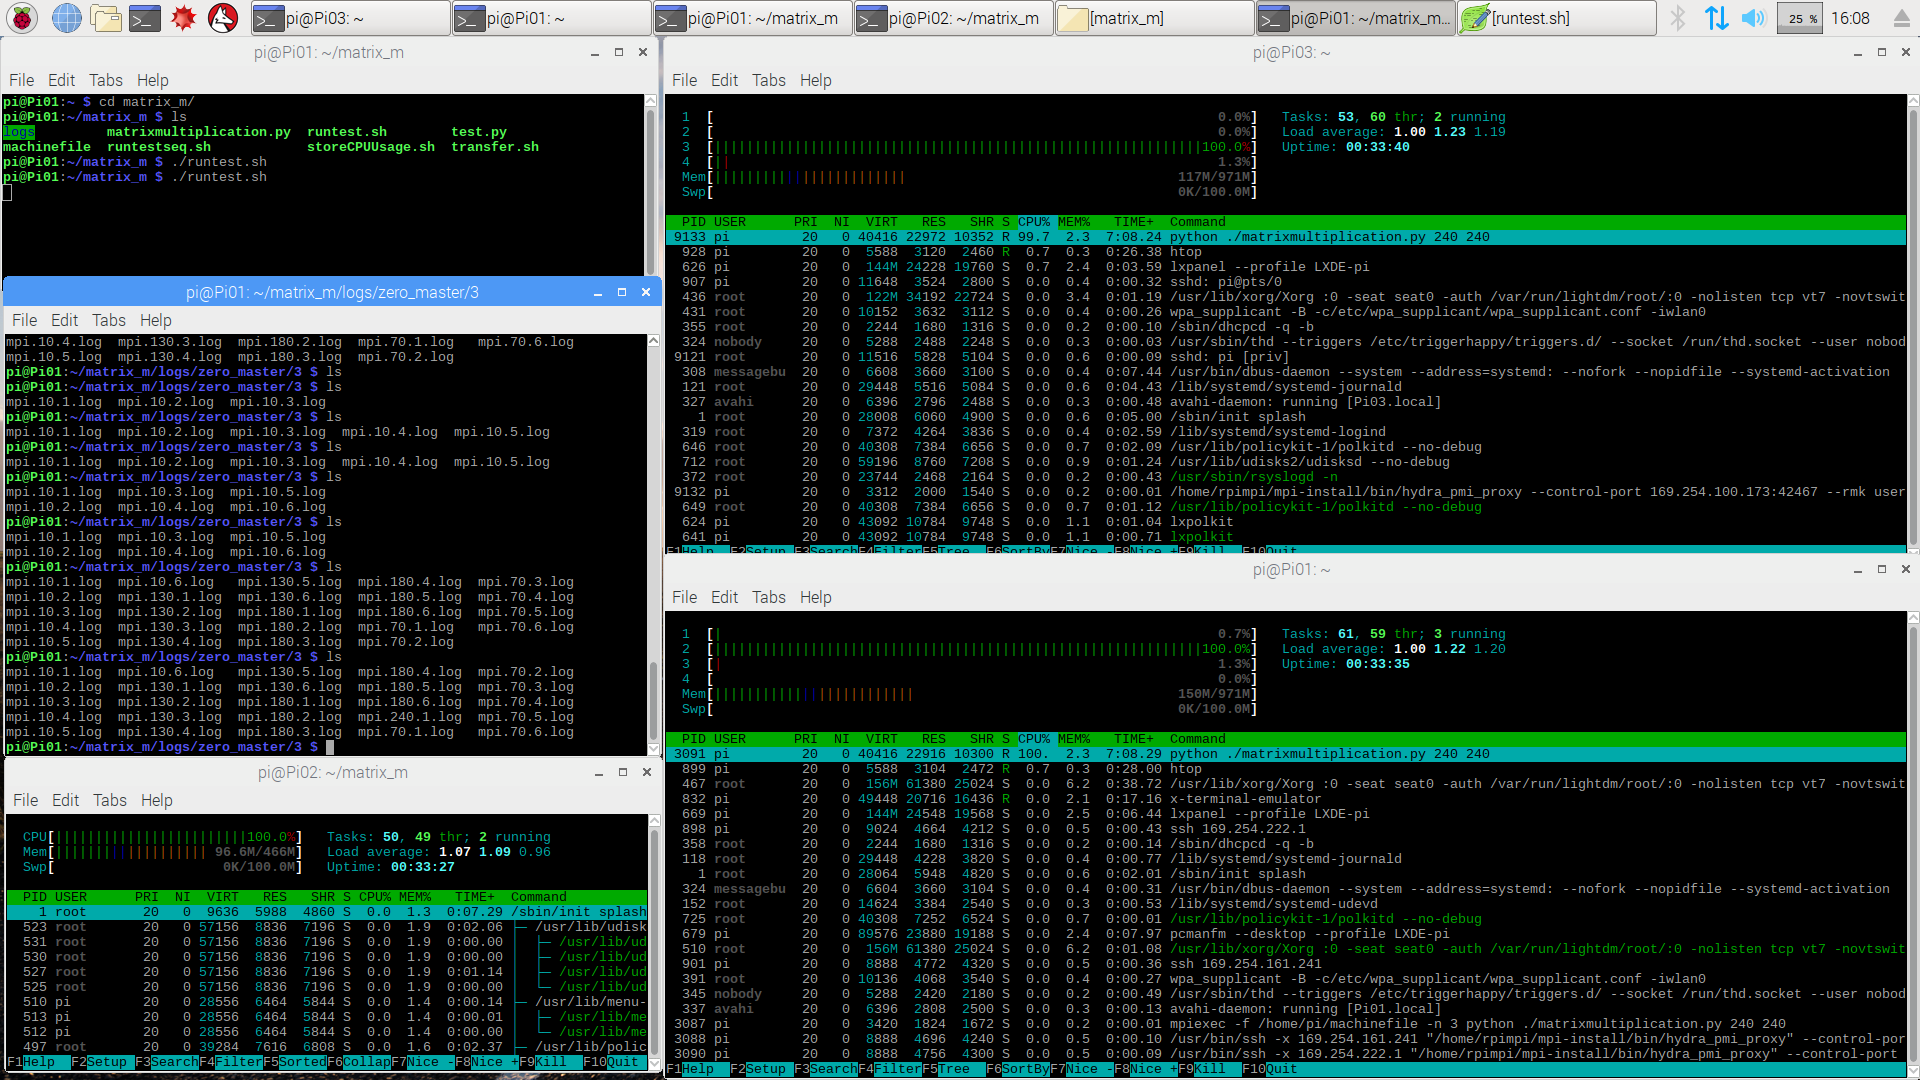 pi@Pi03: ~ pi@Pi01: ~ pi@Pi01: ~/matrix_m pi@Pi02: ~/matrix_m [matrix_m] pi@Pi01: ~/matrix_m... [runtest.sh] 25 % 16:08
pi@Pi01: ~/matrix_m
File Edit Tabs Help
pi@Pi01:~ $ cd matrix_m/
pi@Pi01:~/matrix_m $ ls
logs matrixmultiplication.py runtest.sh test.py
machinefile runtestseq.sh storeCPUUsage.sh transfer.sh
pi@Pi01:~/matrix_m $ ./runtest.sh
pi@Pi01:~/matrix_m $ ./runtest.sh
pi@Pi01: ~/matrix_m/logs/zero_master/3
File Edit Tabs Help
mpi.10.4.log mpi.130.3.log mpi.180.2.log mpi.70.1.log mpi.70.6.log
mpi.10.5.log mpi.130.4.log mpi.180.3.log mpi.70.2.log
pi@Pi01:~/matrix_m/logs/zero_master/3 $ ls
pi@Pi01:~/matrix_m/logs/zero_master/3 $ ls
mpi.10.1.log mpi.10.2.log mpi.10.3.log
pi@Pi01:~/matrix_m/logs/zero_master/3 $ ls
mpi.10.1.log mpi.10.2.log mpi.10.3.log mpi.10.4.log mpi.10.5.log
pi@Pi01:~/matrix_m/logs/zero_master/3 $ ls
mpi.10.1.log mpi.10.2.log mpi.10.3.log mpi.10.4.log mpi.10.5.log
pi@Pi01:~/matrix_m/logs/zero_master/3 $ ls
mpi.10.1.log mpi.10.3.log mpi.10.5.log
mpi.10.2.log mpi.10.4.log mpi.10.6.log
pi@Pi01:~/matrix_m/logs/zero_master/3 $ ls
mpi.10.1.log mpi.10.3.log mpi.10.5.log
mpi.10.2.log mpi.10.4.log mpi.10.6.log
pi@Pi01:~/matrix_m/logs/zero_master/3 $ ls
mpi.10.1.log mpi.10.6.log mpi.130.5.log mpi.180.4.log mpi.70.3.log
mpi.10.2.log mpi.130.1.log mpi.130.6.log mpi.180.5.log mpi.70.4.log
mpi.10.3.log mpi.130.2.log mpi.180.1.log mpi.180.6.log mpi.70.5.log
mpi.10.4.log mpi.130.3.log mpi.180.2.log mpi.70.1.log mpi.70.6.log
mpi.10.5.log mpi.130.4.log mpi.180.3.log mpi.70.2.log
pi@Pi01:~/matrix_m/logs/zero_master/3 $ ls
mpi.10.1.log mpi.10.6.log mpi.130.5.log mpi.180.4.log mpi.70.2.log
mpi.10.2.log mpi.130.1.log mpi.130.6.log mpi.180.5.log mpi.70.3.log
mpi.10.3.log mpi.130.2.log mpi.180.1.log mpi.180.6.log mpi.70.4.log
mpi.10.4.log mpi.130.3.log mpi.180.2.log mpi.240.1.log mpi.70.5.log
mpi.10.5.log mpi.130.4.log mpi.180.3.log mpi.70.1.log mpi.70.6.log
pi@Pi01:~/matrix_m/logs/zero_master/3 $
pi@Pi02: ~/matrix_m
File Edit Tabs Help
CPU[100.0%] Tasks: 50, 49 thr; 2 running
Mem[96.6M/466M] Load average: 1.07 1.09 0.96
Swp[0K/100.0M] Uptime: 00:33:27
PID USER PRI NI VIRT RES SHR S CPU% MEM% TIME+ Command
1 root 20 0 9636 5988 4860 S 0.0 1.3 0:07.29 /sbin/init splash
523 root 20 0 57156 8836 7196 S 0.0 1.9 0:02.06 /usr/lib/udisk
531 root 20 0 57156 8836 7196 S 0.0 1.9 0:00.00 /usr/lib/ud
530 root 20 0 57156 8836 7196 S 0.0 1.9 0:00.00 /usr/lib/ud
527 root 20 0 57156 8836 7196 S 0.0 1.9 0:01.14 /usr/lib/ud
525 root 20 0 57156 8836 7196 S 0.0 1.9 0:00.00 /usr/lib/ud
510 pi 20 0 28556 6464 5844 S 0.0 1.4 0:00.14 /usr/lib/menu-
513 pi 20 0 28556 6464 5844 S 0.0 1.4 0:00.01 /usr/lib/me
512 pi 20 0 28556 6464 5844 S 0.0 1.4 0:00.00 /usr/lib/me
497 root 20 0 39284 7616 6808 S 0.0 1.6 0:02.37 /usr/lib/polic
F1Help F2Setup F3SearchF4FilterF5SortedF6CollapF7Nice -F8Nice +F9Kill F10Quit
pi@Pi03: ~
File Edit Tabs Help
1 [0.0%] Tasks: 53, 60 thr; 2 running
2 [0.0%] Load average: 1.00 1.23 1.19
3 [100.0%] Uptime: 00:33:40
4 [1.3%]
Mem[117M/971M]
Swp[0K/100.0M]
PID USER PRI NI VIRT RES SHR S CPU% MEM% TIME+ Command
9133 pi 20 0 40416 22972 10352 R 99.7 2.3 7:08.24 python ./matrixmultiplication.py 240 240
928 pi 20 0 5588 3120 2460 R 0.7 0.3 0:26.38 htop
626 pi 20 0 144M 24228 19760 S 0.7 2.4 0:03.59 lxpanel --profile LXDE-pi
907 pi 20 0 11648 3524 2800 S 0.0 0.4 0:00.32 sshd: pi@pts/0
436 root 20 0 122M 34192 22724 S 0.0 3.4 0:01.19 /usr/lib/xorg/Xorg :0 -seat seat0 -auth /var/run/lightdm/root/:0 -nolisten tcp vt7 -novtswit
431 root 20 0 10152 3632 3112 S 0.0 0.4 0:00.26 wpa_supplicant -B -c/etc/wpa_supplicant/wpa_supplicant.conf -iwlan0
355 root 20 0 2244 1680 1316 S 0.0 0.2 0:00.10 /sbin/dhcpcd -q -b
324 nobody 20 0 5288 2488 2248 S 0.0 0.3 0:00.03 /usr/sbin/thd --triggers /etc/triggerhappy/triggers.d/ --socket /run/thd.socket --user nobod
9121 root 20 0 11516 5828 5104 S 0.0 0.6 0:00.09 sshd: pi [priv]
308 messagebu 20 0 6608 3660 3100 S 0.0 0.4 0:07.44 /usr/bin/dbus-daemon --system --address=systemd: --nofork --nopidfile --systemd-activation
121 root 20 0 29448 5516 5084 S 0.0 0.6 0:04.43 /lib/systemd/systemd-journald
327 avahi 20 0 6396 2796 2488 S 0.0 0.3 0:00.48 avahi-daemon: running [Pi03.local]
1 root 20 0 28008 6060 4900 S 0.0 0.6 0:05.00 /sbin/init splash
319 root 20 0 7372 4264 3836 S 0.0 0.4 0:02.59 /lib/systemd/systemd-logind
646 root 20 0 40308 7384 6656 S 0.0 0.7 0:02.09 /usr/lib/policykit-1/polkitd --no-debug
712 root 20 0 59196 8760 7208 S 0.0 0.9 0:01.24 /usr/lib/udisks2/udisksd --no-debug
372 root 20 0 23744 2468 2164 S 0.0 0.2 0:00.43 /usr/sbin/rsyslogd -n
9132 pi 20 0 3312 2000 1540 S 0.0 0.2 0:00.01 /home/rpimpi/mpi-install/bin/hydra_pmi_proxy --control-port 169.254.100.173:42467 --rmk user
649 root 20 0 40308 7384 6656 S 0.0 0.7 0:01.12 /usr/lib/policykit-1/polkitd --no-debug
624 pi 20 0 43092 10784 9748 S 0.0 1.1 0:01.04 lxpolkit
641 pi 20 0 43092 10784 9748 S 0.0 1.1 0:00.71 lxpolkit
F1Help F2Setup F3SearchF4FilterF5Tree F6SortByF7Nice -F8Nice +F9Kill F10Quit
pi@Pi01: ~
File Edit Tabs Help
1 [0.7%] Tasks: 61, 59 thr; 3 running
2 [100.0%] Load average: 1.00 1.22 1.20
3 [1.3%] Uptime: 00:33:35
4 [0.0%]
Mem[150M/971M]
Swp[0K/100.0M]
PID USER PRI NI VIRT RES SHR S CPU% MEM% TIME+ Command
3091 pi 20 0 40416 22916 10300 R 100. 2.3 7:08.29 python ./matrixmultiplication.py 240 240
899 pi 20 0 5588 3104 2472 R 0.7 0.3 0:28.00 htop
467 root 20 0 156M 61380 25024 S 0.0 6.2 0:38.72 /usr/lib/xorg/Xorg :0 -seat seat0 -auth /var/run/lightdm/root/:0 -nolisten tcp vt7 -novtswit
832 pi 20 0 49448 20716 16436 R 0.0 2.1 0:17.16 x-terminal-emulator
669 pi 20 0 144M 24548 19568 S 0.0 2.5 0:06.44 lxpanel --profile LXDE-pi
898 pi 20 0 9024 4664 4212 S 0.0 0.5 0:00.43 ssh 169.254.222.1
358 root 20 0 2244 1680 1316 S 0.0 0.2 0:00.14 /sbin/dhcpcd -q -b
118 root 20 0 29448 4228 3820 S 0.0 0.4 0:00.77 /lib/systemd/systemd-journald
1 root 20 0 28064 5948 4820 S 0.0 0.6 0:02.01 /sbin/init splash
324 messagebu 20 0 6604 3660 3104 S 0.0 0.4 0:00.31 /usr/bin/dbus-daemon --system --address=systemd: --nofork --nopidfile --systemd-activation
152 root 20 0 14624 3384 2540 S 0.0 0.3 0:00.53 /lib/systemd/systemd-udevd
725 root 20 0 40308 7252 6524 S 0.0 0.7 0:00.01 /usr/lib/policykit-1/polkitd --no-debug
679 pi 20 0 89576 23880 19188 S 0.0 2.4 0:07.97 pcmanfm --desktop --profile LXDE-pi
510 root 20 0 156M 61380 25024 S 0.0 6.2 0:01.08 /usr/lib/xorg/Xorg :0 -seat seat0 -auth /var/run/lightdm/root/:0 -nolisten tcp vt7 -novtswit
901 pi 20 0 8888 4772 4320 S 0.0 0.5 0:00.36 ssh 169.254.161.241
391 root 20 0 10136 4068 3540 S 0.0 0.4 0:00.27 wpa_supplicant -B -c/etc/wpa_supplicant/wpa_supplicant.conf -iwlan0
345 nobody 20 0 5288 2420 2180 S 0.0 0.2 0:00.49 /usr/sbin/thd --triggers /etc/triggerhappy/triggers.d/ --socket /run/thd.socket --user nobod
337 avahi 20 0 6396 2808 2500 S 0.0 0.3 0:00.13 avahi-daemon: running [Pi01.local]
3087 pi 20 0 3420 1824 1672 S 0.0 0.2 0:00.01 mpiexec -f /home/pi/machinefile -n 3 python ./matrixmultiplication.py 240 240
3088 pi 20 0 8888 4696 4240 S 0.0 0.5 0:00.10 /usr/bin/ssh -x 169.254.161.241 "/home/rpimpi/mpi-install/bin/hydra_pmi_proxy" --control-por
3090 pi 20 0 8888 4756 4300 S 0.0 0.5 0:00.09 /usr/bin/ssh -x 169.254.222.1 "/home/rpimpi/mpi-install/bin/hydra_pmi_proxy" --control-port
F1Help F2Setup F3SearchF4FilterF5Tree F6SortByF7Nice -F8Nice +F9Kill F10Quit